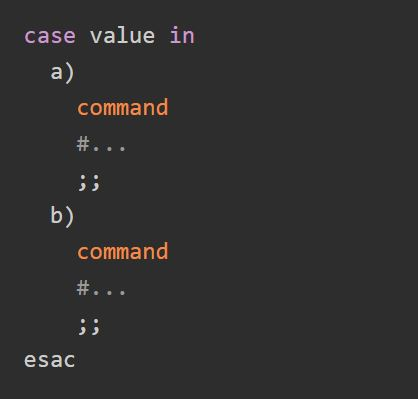 case value in
  a)
    command
    #...
    ;;
  b)
    command
    #...
    ;;
esac